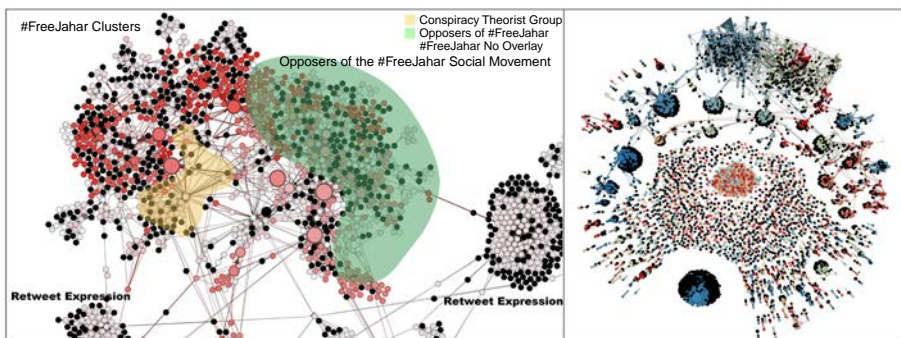 #FreeJahar Clusters
Conspiracy Theorist Group
Opposers of #FreeJahar
#FreeJahar No Overlay
Opposers of the #FreeJahar Social Movement
Retweet Expression
Retweet Expression